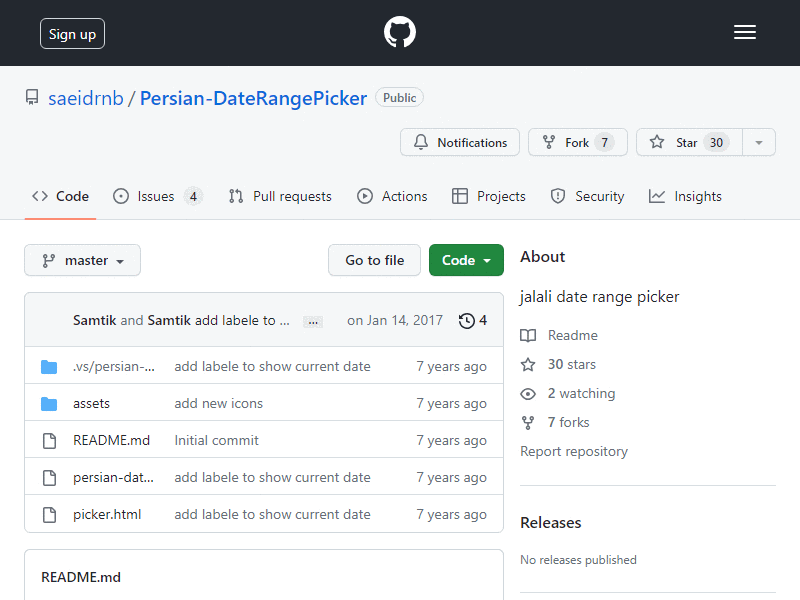 Sign up
saeidrnb / Persian-DateRangePicker Public
Notifications Fork 7 Star 30
Code Issues 4 Pull requests Actions Projects Security Insights
master Go to file Code
Samtik and Samtik add labele to ... ... on Jan 14, 2017 4
.vs/persian-... add labele to show current date 7 years ago
assets add new icons 7 years ago
README.md Initial commit 7 years ago
persian-dat... add labele to show current date 7 years ago
picker.html add labele to show current date 7 years ago
README.md
About
jalali date range picker
Readme
30 stars
2 watching
7 forks
Report repository
Releases
No releases published